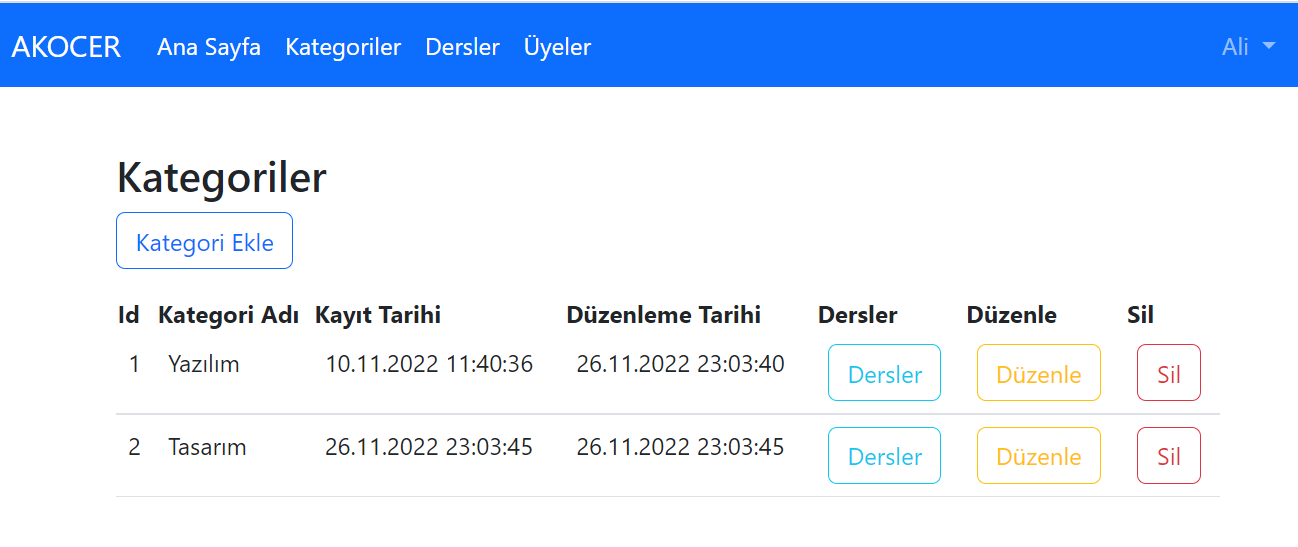 AKOCER Ana Sayfa Kategoriler Dersler Üyeler Ali
Kategoriler
Kategori Ekle
Id Kategori Adı Kayıt Tarihi Düzenleme Tarihi Dersler Düzenle Sil
1 Yazılım 10.11.2022 11:40:36 26.11.2022 23:03:40 Dersler Düzenle Sil
2 Tasarım 26.11.2022 23:03:45 26.11.2022 23:03:45 Dersler Düzenle Sil